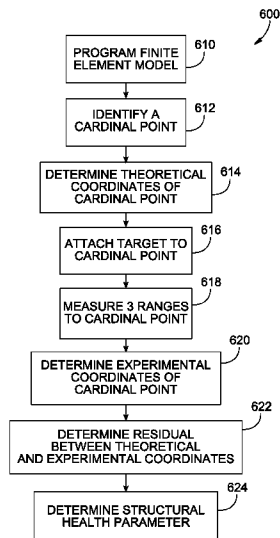 600
PROGRAM FINITE
ELEMENT MODEL
610
IDENTIFY A
CARDINAL POINT
612
DETERMINE THEORETICAL
COORDINATES OF
CARDINAL POINT
614
ATTACH TARGET TO
CARDINAL POINT
616
MEASURE 3 RANGES
TO CARDINAL POINT
618
DETERMINE EXPERIMENTAL
COORDINATES OF
CARDINAL POINT
620
DETERMINE RESIDUAL
BETWEEN THEORETICAL
AND EXPERIMENTAL COORDINATES
622
DETERMINE STRUCTURAL
HEALTH PARAMETER
624